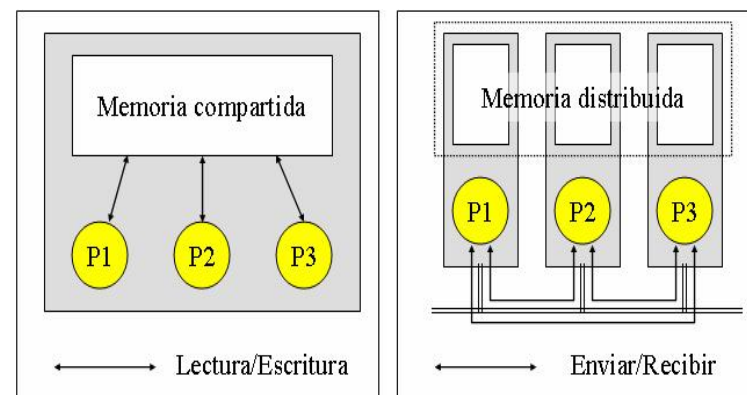 Memoria compartida
P1 P2 P3
Lectura/Escritura
Memoria distribuida
P1 P2 P3
Enviar/Recibir